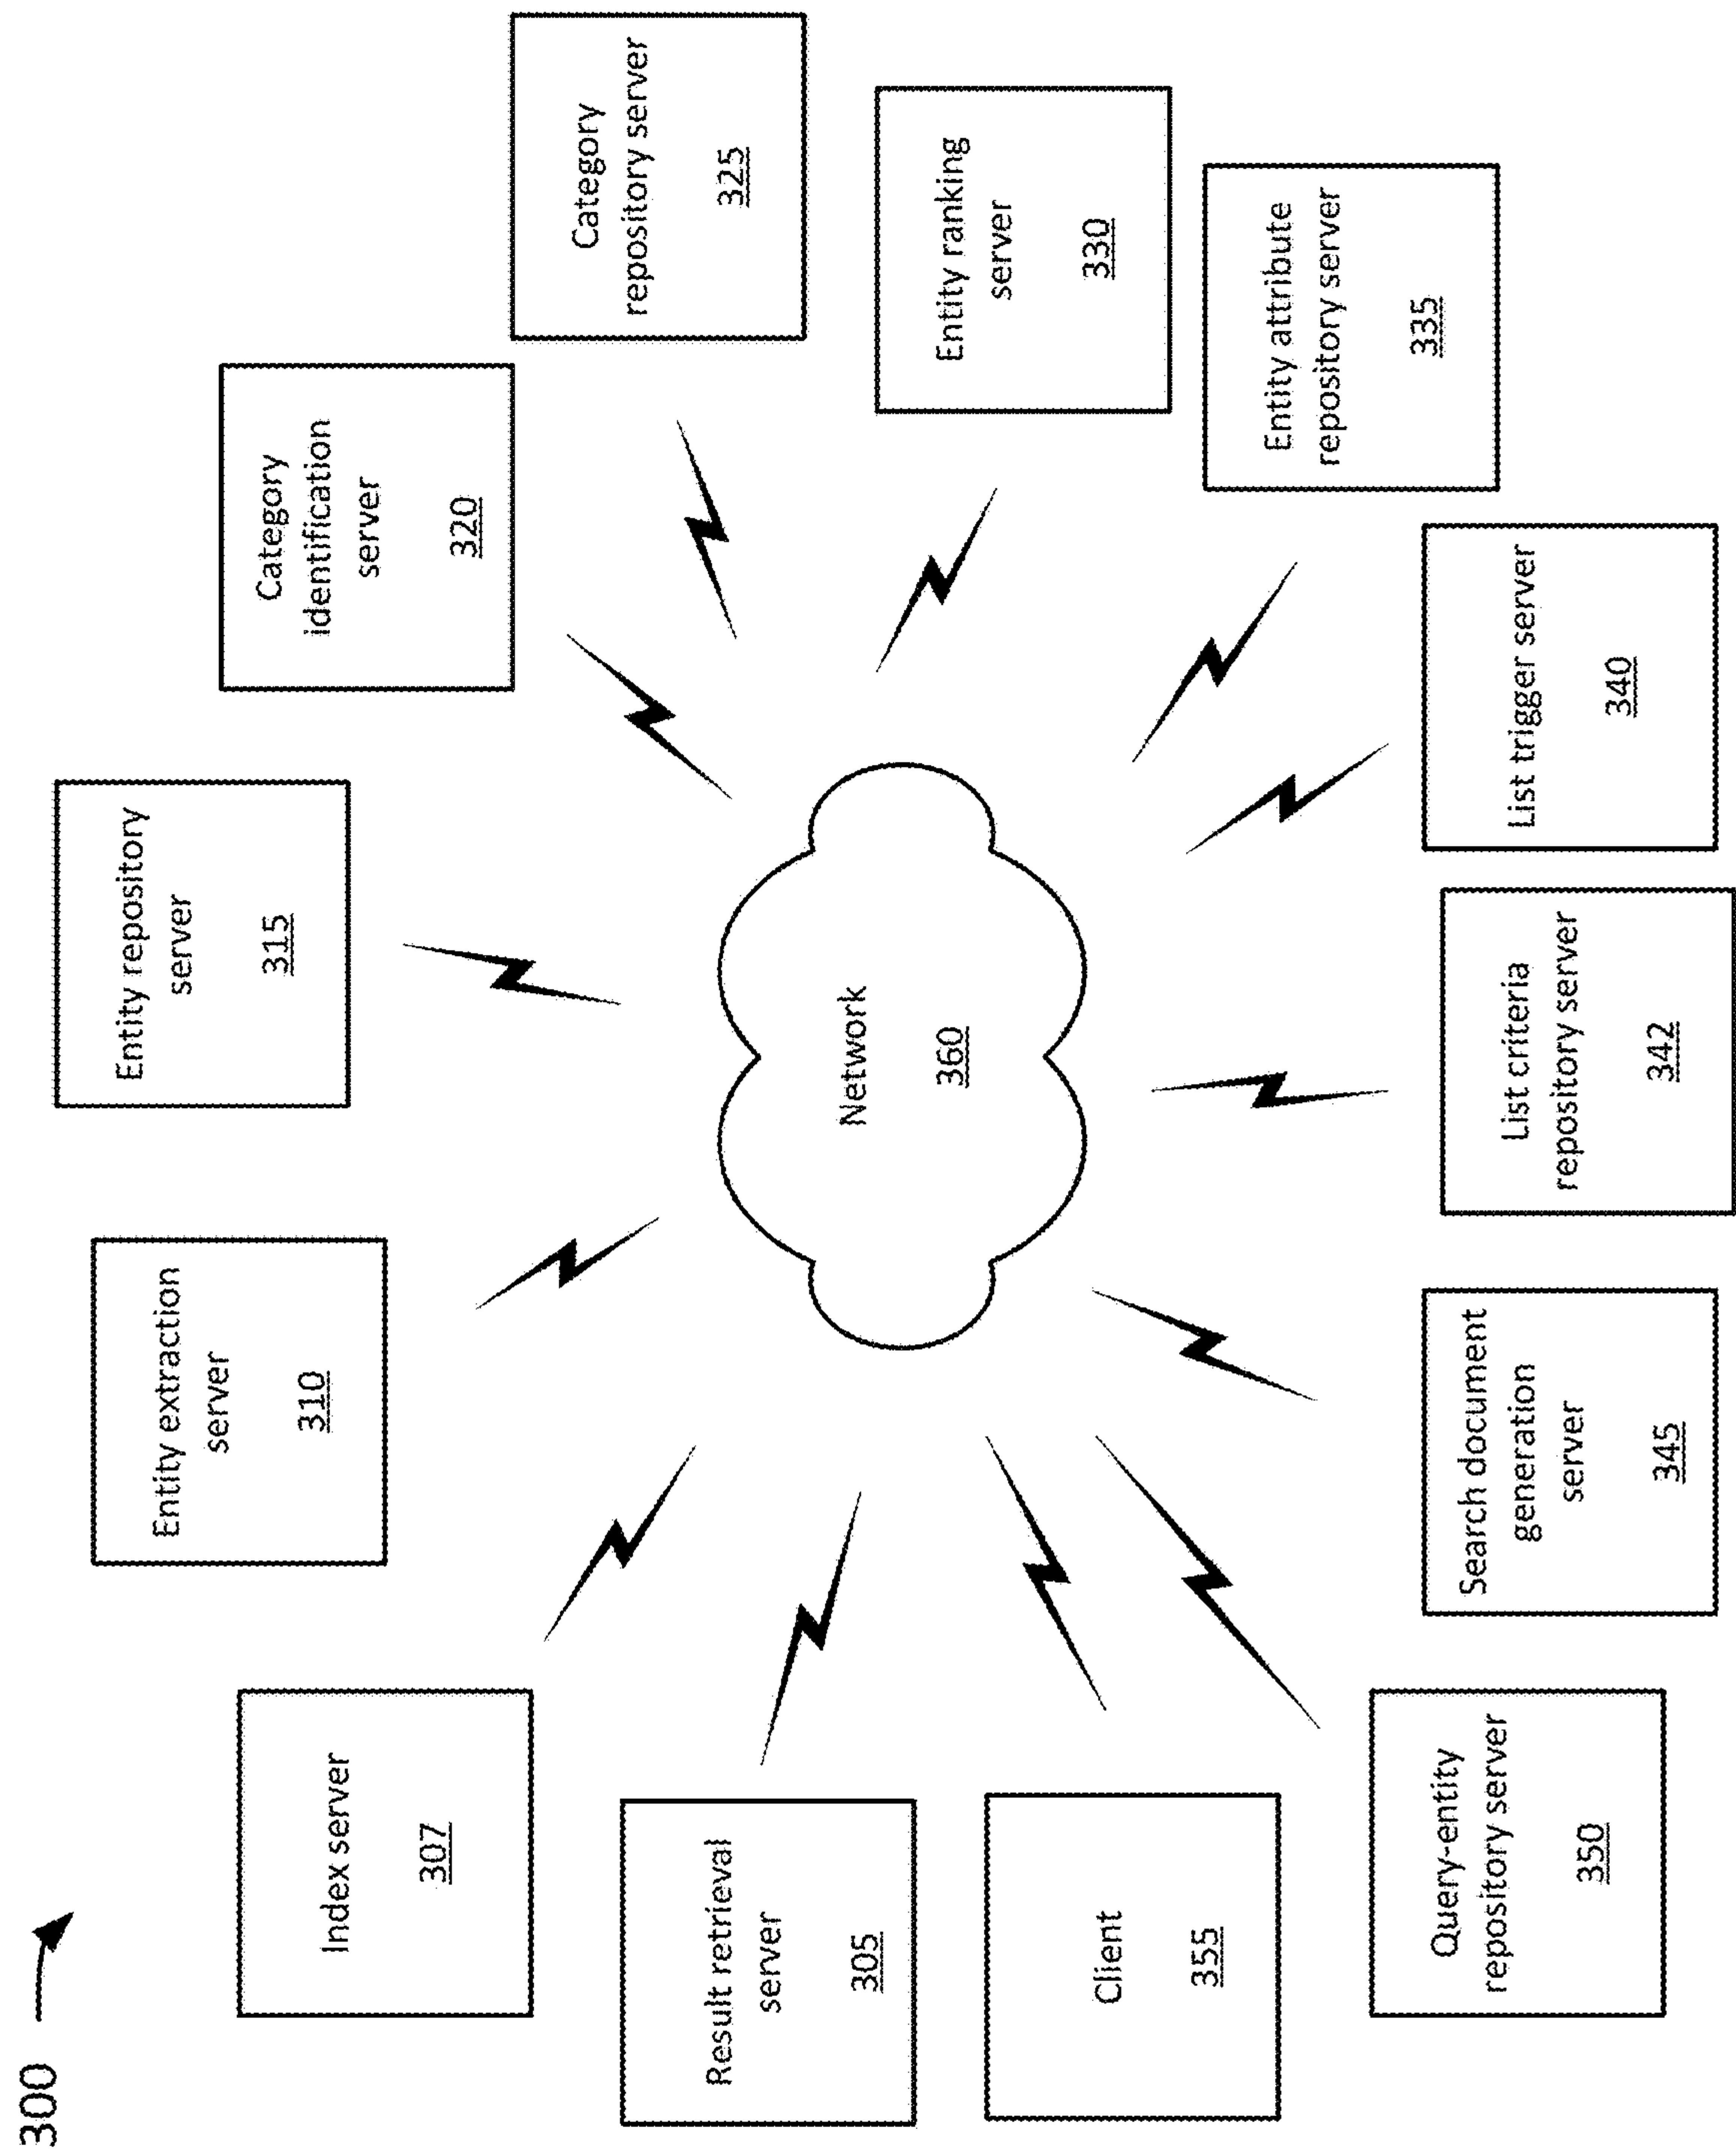 300
Index server
307
Entity extraction
server
310
Entity repository
server
315
Category
identification
server
320
Category
repository server
325
Result retrieval
server
305
Network
360
Entity ranking
server
330
Client
355
Entity attribute
repository server
335
Query-entity
repository server
350
Search document
generation
server
345
List criteria
repository server
342
List trigger server
340